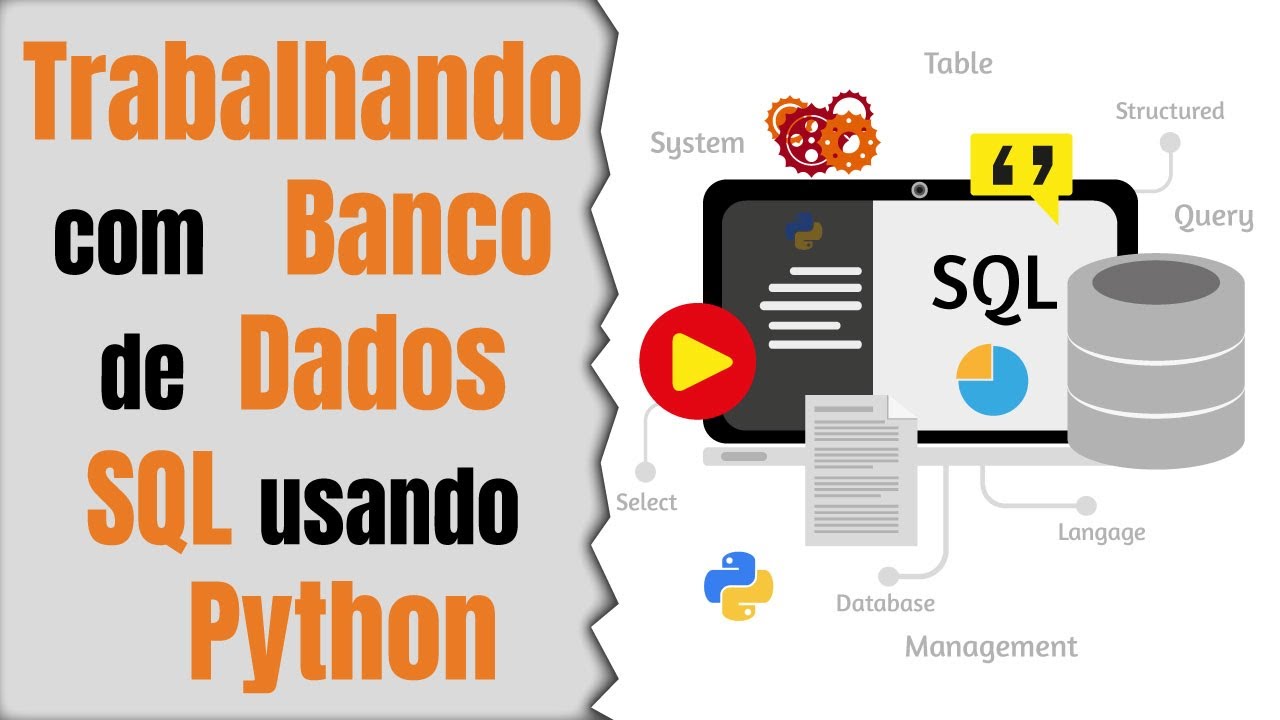 Trabalhando
com Banco
de Dados
SQL usando
Python
Table
Structured
System
Query
SQL
Select
Langage
Database
Management